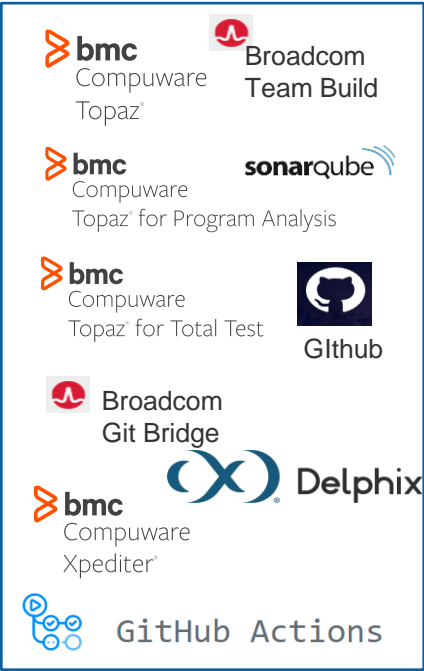 bmc
Compuware
Topaz®
Broadcom
Team Build
bmc
Compuware
Topaz® for Program Analysis
sonarqube
bmc
Compuware
Topaz® for Total Test
GIthub
Broadcom
Git Bridge
Delphix
bmc
Compuware
Xpediter®
GitHub Actions